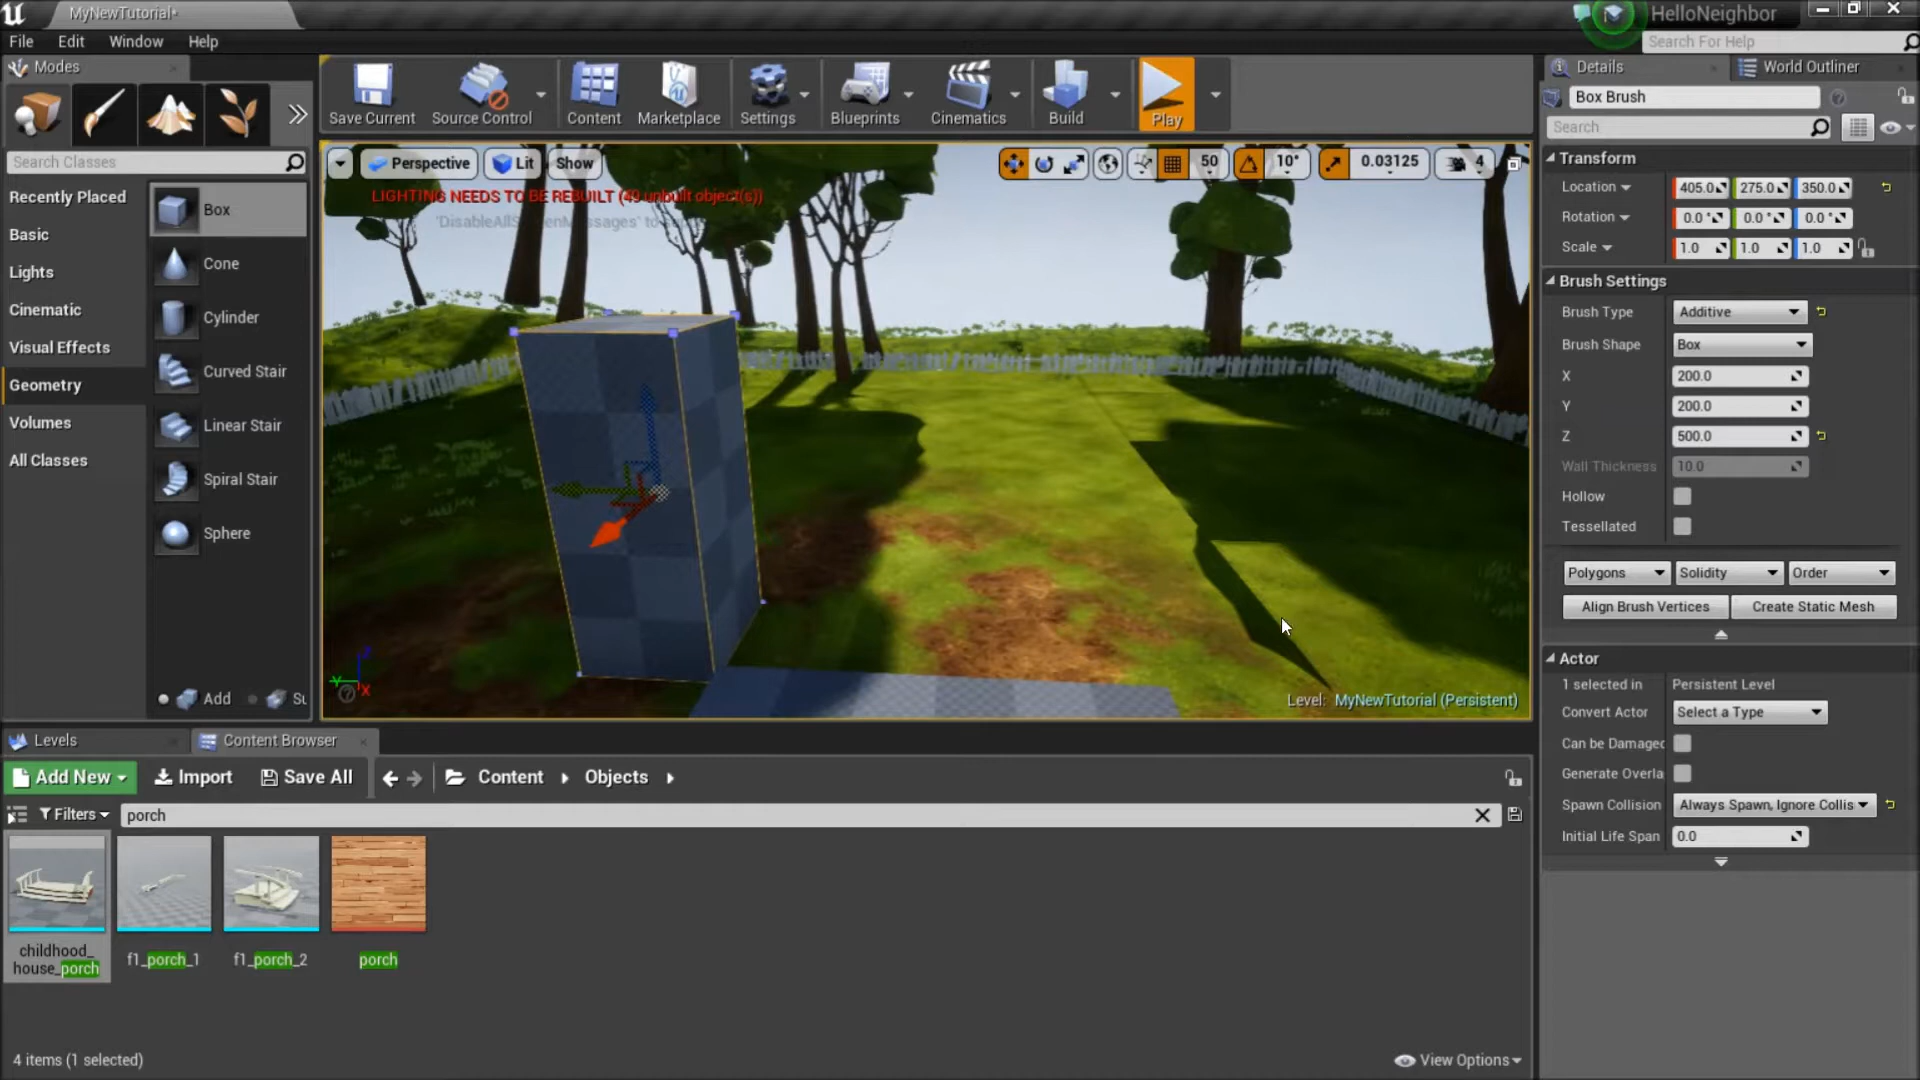 MyNewTutorial*
HelloNeighbor
File Edit Window Help
Search For Help
Modes
Save Current Source Control Content Marketplace Settings Blueprints Cinematics Build Play
Details World Outliner
Box Brush
Search
Search Classes
Recently Placed
Basic
Lights
Cinematic
Visual Effects
Geometry
Volumes
All Classes
Box
Cone
Cylinder
Curved Stair
Linear Stair
Spiral Stair
Sphere
Add Su
Perspective Lit Show 50 10° 0.03125 4
LIGHTING NEEDS TO BE REBUILT (49 unbuilt object(s))
Level: MyNewTutorial (Persistent)
Z
Y
X
Transform
Location 405.0 275.0 350.0
Rotation 0.0 ° 0.0 ° 0.0 °
Scale 1.0 1.0 1.0
Brush Settings
Brush Type Additive
Brush Shape Box
X 200.0
Y 200.0
Z 500.0
Wall Thickness 10.0
Hollow
Tessellated
Polygons Solidity Order
Align Brush Vertices Create Static Mesh
Actor
1 selected in Persistent Level
Convert Actor Select a Type
Can be Damaged
Generate Overla
Spawn Collision Always Spawn, Ignore Collis
Initial Life Span 0.0
Levels Content Browser
Add New Import Save All Content Objects
Filters porch
childhood_
house_porch
f1_porch_1
f1_porch_2
porch
4 items (1 selected)
View Options